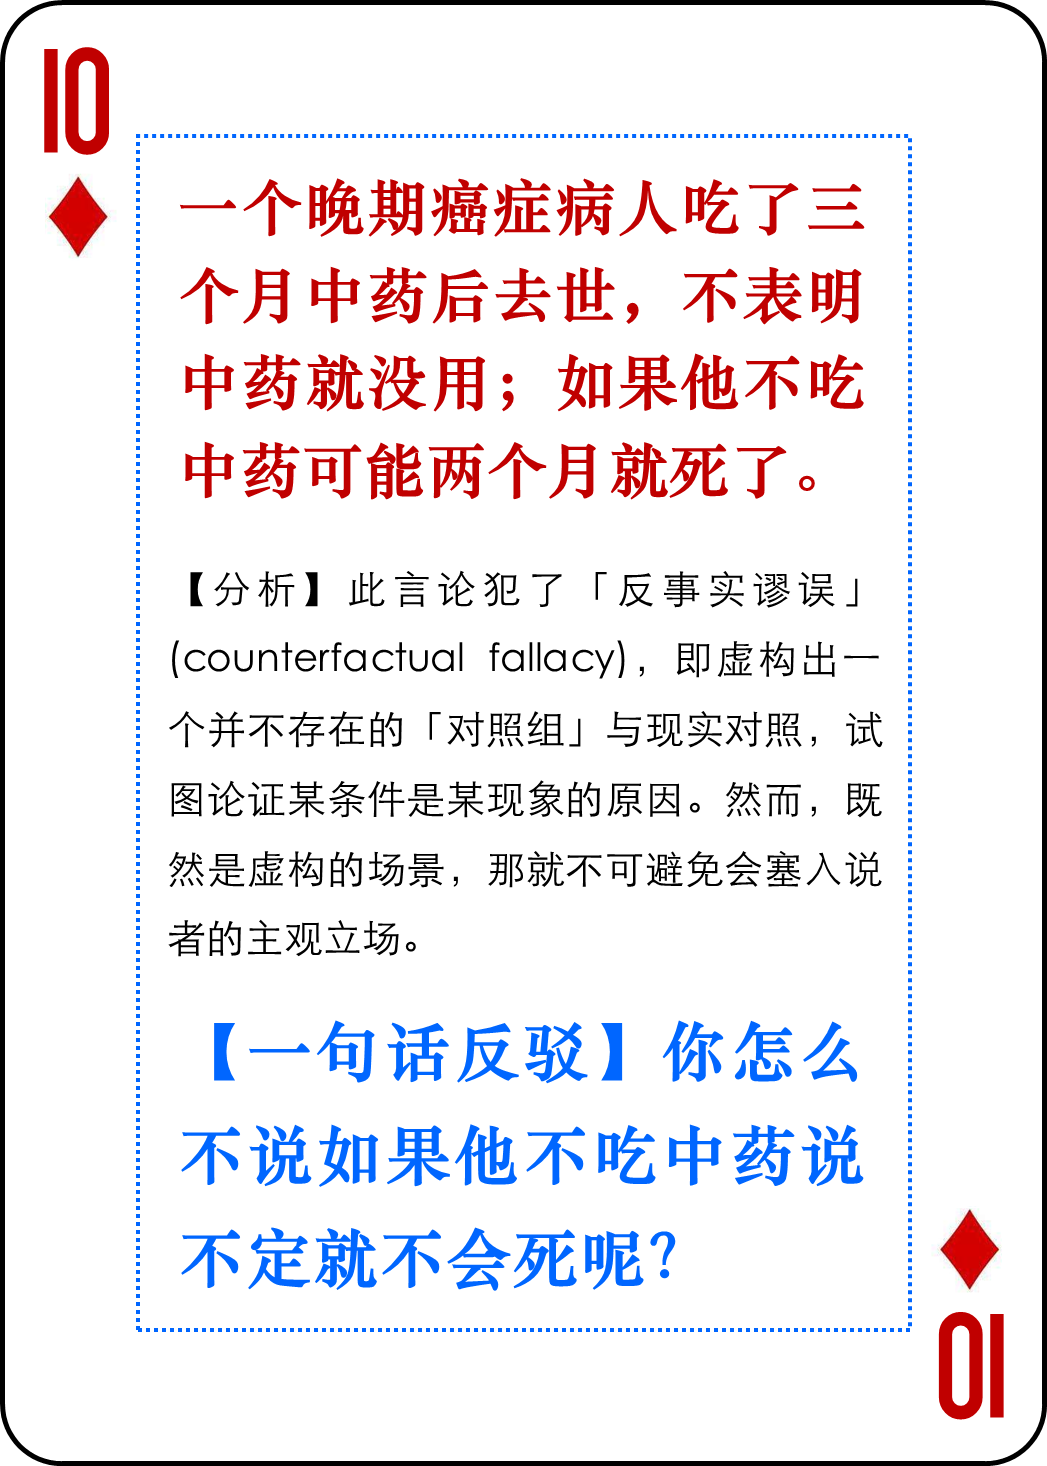 10
一个晚期癌症病人吃了三
个月中药后去世，不表明
中药就没用；如果他不吃
中药可能两个月就死了。
【分析】此言论犯了「反事实谬误」
(counterfactual fallacy)，即虚构出一
个并不存在的「对照组」与现实对照，试
图论证某条件是某现象的原因。然而，既
然是虚构的场景，那就不可避免会塞入说
者的主观立场。
【一句话反驳】你怎么
不说如果他不吃中药说
不定就不会死呢？
10